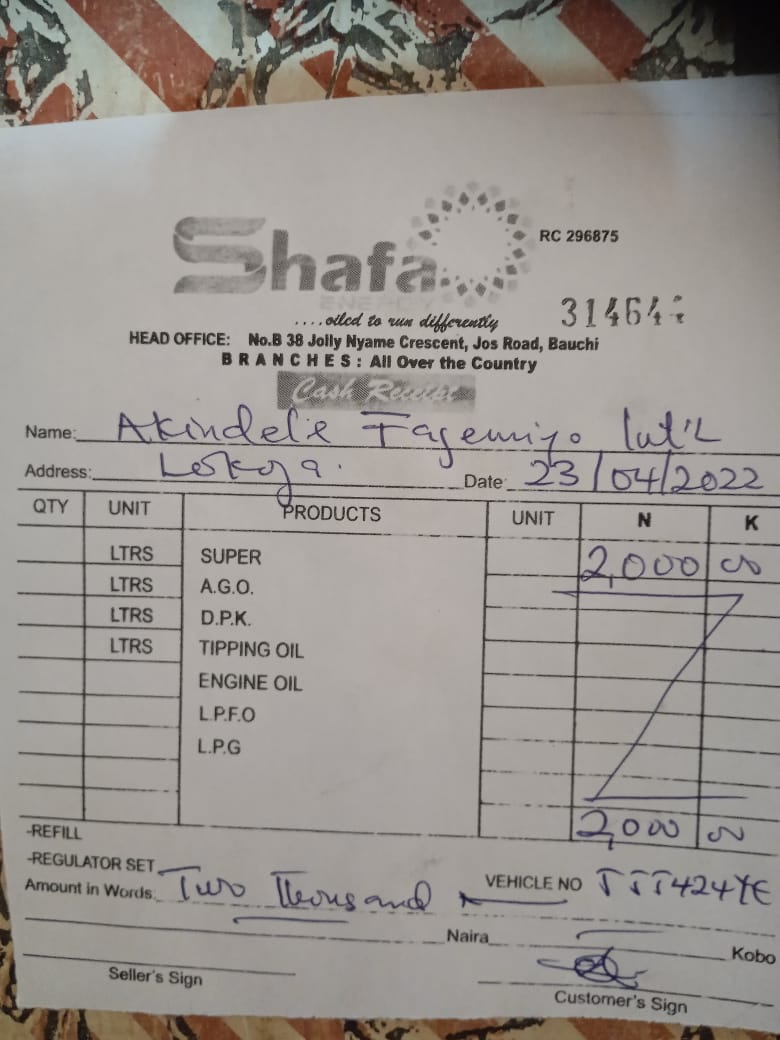 Shafa
RC 296875
ENERGY
....oiled to run differently
31464
HEAD OFFICE: No.B 38 Jolly Nyame Crescent, Jos Road, Bauchi
BRANCHES: All Over the Country
Cash Receipt
Name: Akindele Fagemiyo Int'L
Address: Lokoja. Date: 23/04/2022
QTY UNIT PRODUCTS UNIT N K
LTRS SUPER 2,000 00
LTRS A.G.O.
LTRS D.P.K.
LTRS TIPPING OIL
ENGINE OIL
L.P.F.O
L.P.G
2,000 00
-REFILL
-REGULATOR SET
Amount in Words: Two Thousand VEHICLE NO TTT424YE
Naira Kobo
Seller's Sign Customer's Sign